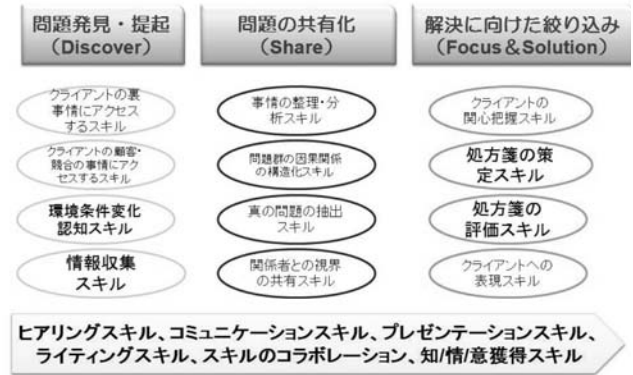 問題発見・提起
（Discover）
クライアントの裏
事情にアクセス
するスキル
クライアントの顧客・
競合の事情にアク
セスするスキル
環境条件変化
認知スキル
情報収集
スキル
問題の共有化
（Share）
事情の整理・分
析スキル
問題群の因果関係
の構造化スキル
真の問題の抽出
スキル
関係者との視界
の共有スキル
解決に向けた絞り込み
（Focus＆Solution）
クライアントの
関心把握スキル
処方箋の策
定スキル
処方箋の
評価スキル
クライアントへの
表現スキル
ヒアリングスキル、コミュニケーションスキル、プレゼンテーションスキル、
ライティングスキル、スキルのコラボレーション、知/情/意獲得スキル